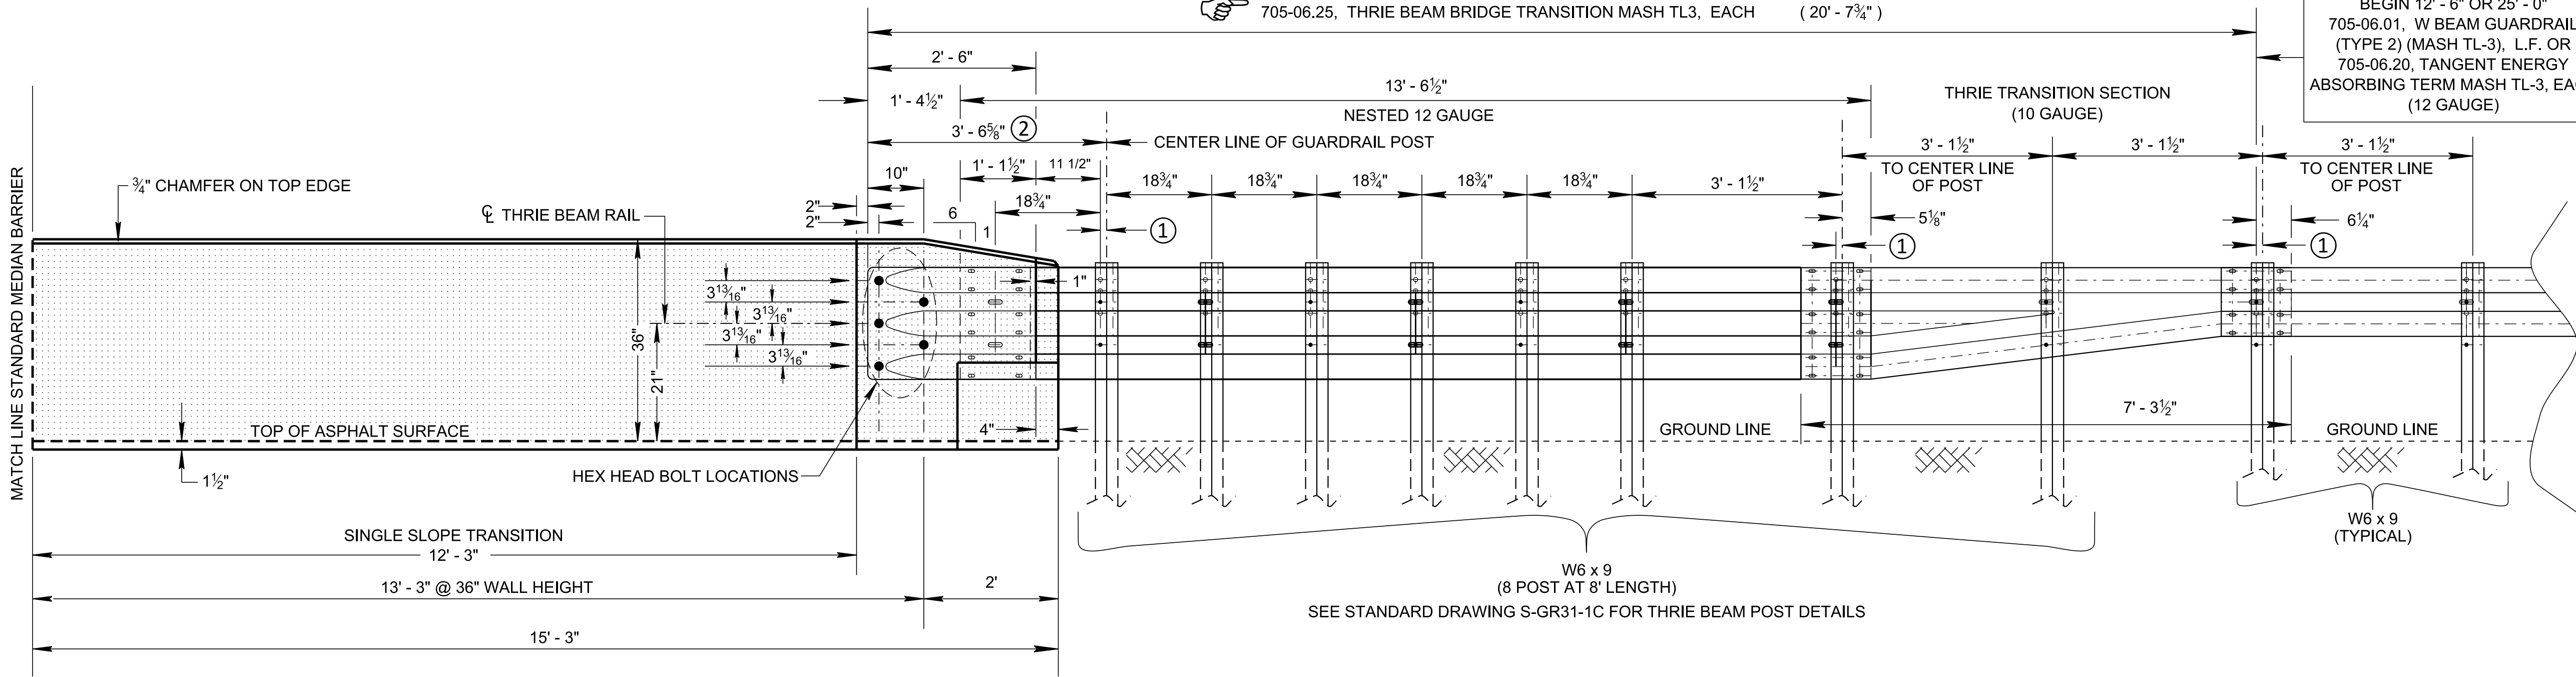 705-06.25, THRIE BEAM BRIDGE TRANSITION MASH TL3, EACH ( 20' - 7¾" )
BEGIN 12' - 6" OR 25' - 0"
705-06.01, W BEAM GUARDRAIL
(TYPE 2) (MASH TL-3), L.F. OR
705-06.20, TANGENT ENERGY
ABSORBING TERM MASH TL-3,
(12 GAUGE)
2' - 6"
1' - 4½"
13' - 6½"
NESTED 12 GAUGE
THRIE TRANSITION SECTION
(10 GAUGE)
3' - 6⅝" ②
CENTER LINE OF GUARDRAIL POST
3' - 1½"
TO CENTER LINE
OF POST
3' - 1½"
3' - 1½"
TO CENTER LINE
OF POST
1' - 1½"
11 1/2"
10"
18¾"
18¾"
18¾"
18¾"
18¾"
3' - 1½"
¾" CHAMFER ON TOP EDGE
℄ THRIE BEAM RAIL
2"
2"
6
1
18¾"
①
5⅛"
①
6¼"
①
MATCH LINE STANDARD MEDIAN BARRIER
3¹³⁄₁₆"
3¹³⁄₁₆"
3¹³⁄₁₆"
3¹³⁄₁₆"
36"
21"
1"
4"
TOP OF ASPHALT SURFACE
1½"
HEX HEAD BOLT LOCATIONS
GROUND LINE
7' - 3½"
GROUND LINE
SINGLE SLOPE TRANSITION
12' - 3"
13' - 3" @ 36" WALL HEIGHT
2'
15' - 3"
W6 x 9
(8 POST AT 8' LENGTH)
SEE STANDARD DRAWING S-GR31-1C FOR THRIE BEAM POST DETAILS
W6 x 9
(TYPICAL)